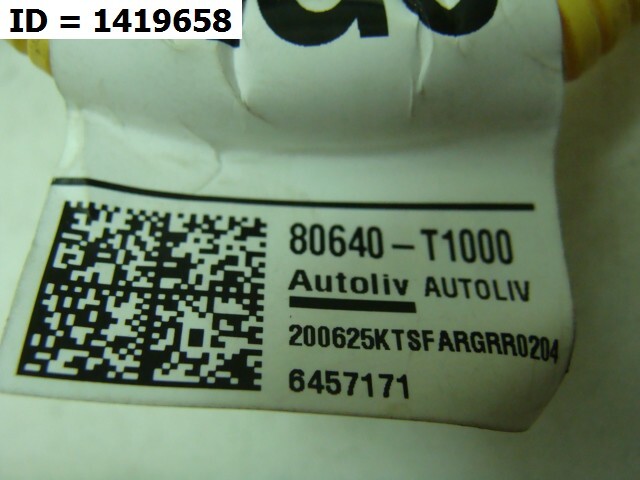 ID = 1419658
80640-T1000
Autoliv AUTOLIV
200625KTSFARGRR0204
6457171